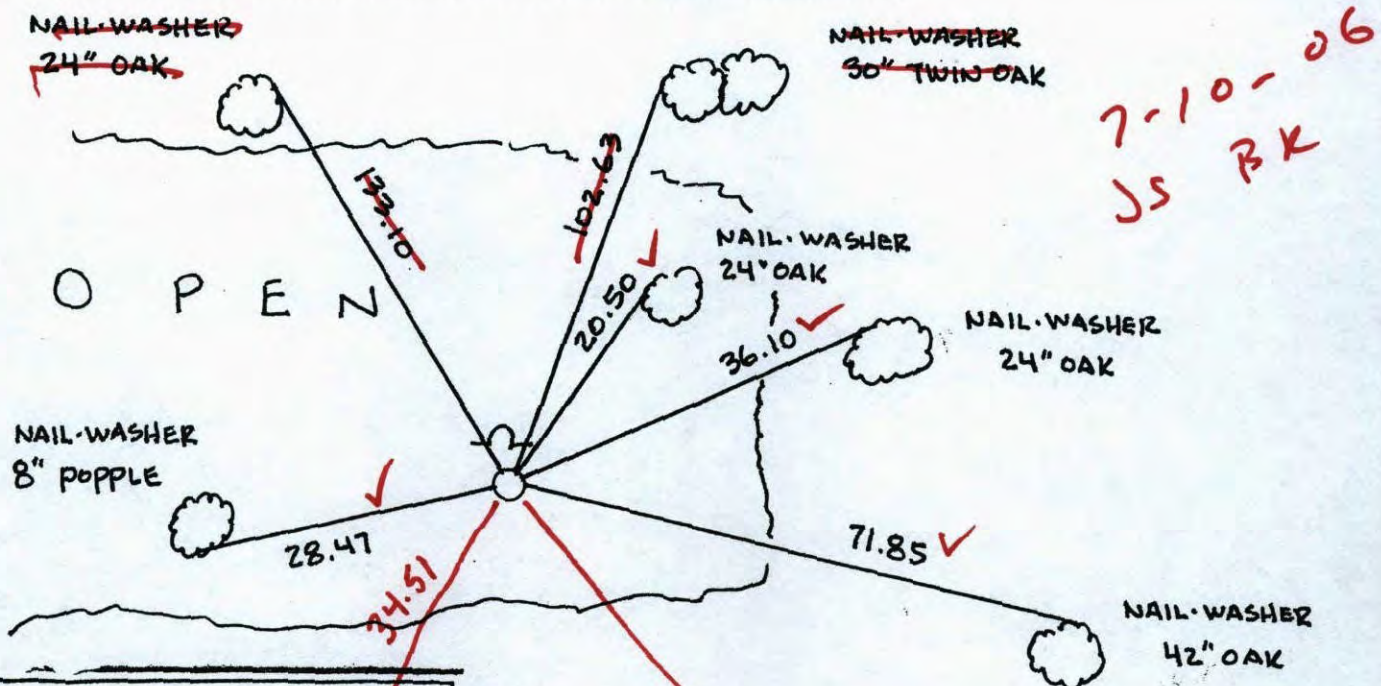 NAIL·WASHER
24" OAK
NAIL·WASHER
30" TWIN OAK
7-10-06
JS BK
133.10
102.63
NAIL·WASHER
24" OAK
20.50 ✓
O P E N
36.10 ✓
NAIL·WASHER
24" OAK
NAIL·WASHER
8" POPPLE
✓
28.47
34.51
71.85 ✓
NAIL·WASHER
42" OAK